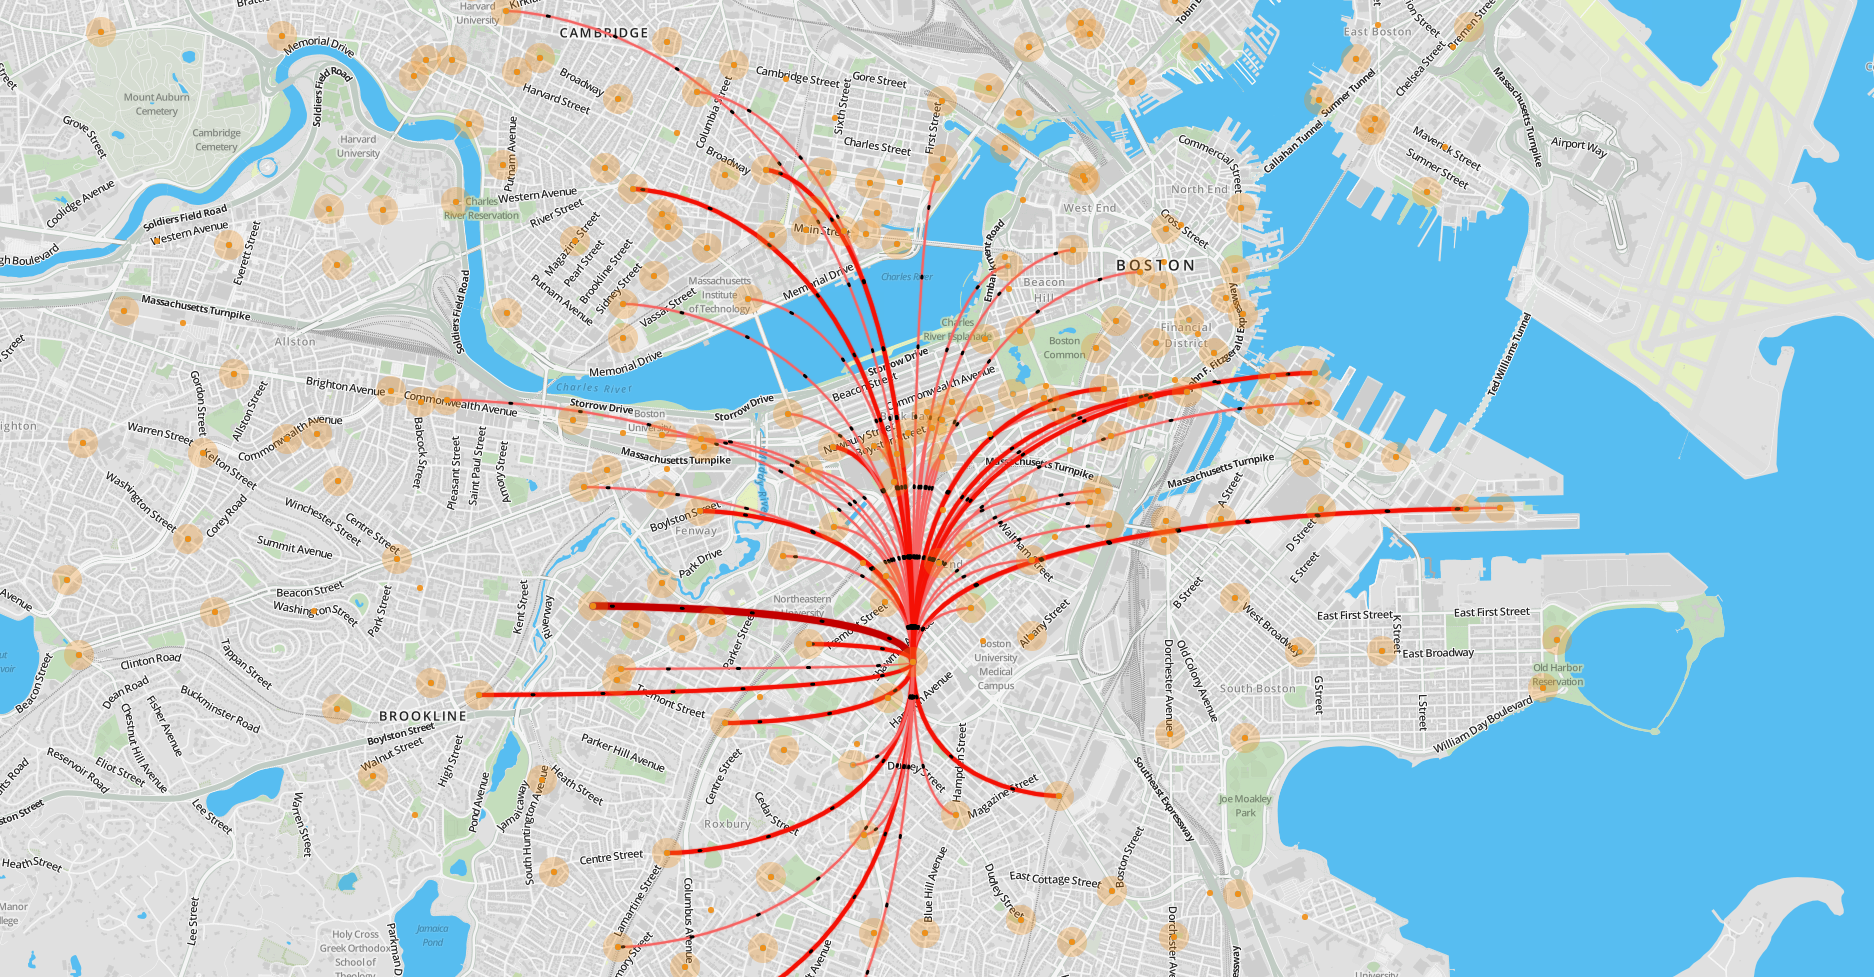 Harvard
University
Kirkla
CAMBRIDGE
Memorial Drive
Soldiers Field Road
Mount Auburn
Cemetery
Cambridge
Cemetery
Harvard
University
Grove Street
Coolidge Avenue
Soldiers Field Road
Western Avenue
gh Boulevard
Everett Street
Broadway
Harvard Street
Putnam Avenue
Columbia Street
Cambridge Street
Gore Street
Sixth Street
First Street
Charles Street
Broadway
Western Avenue
River Street
Charles
River Reservation
Magazine Street
Pearl Street
Brookline Street
Sidney Street
Putnam Avenue
Main Street
Massachusetts
Institute
of Technology
Vassar Street
Memorial Drive
Memorial Drive
Charles River
Charles River
Tobin
East Boston
Bremen Street
Chelsea Street
Sumner Tunnel
Callahan Tunnel
Massachusetts Turnpike
Maverick Street
Sumner Street
Airport Way
Commercial Street
North End
West End
Cross Street
BOSTON
Beacon
Hill
Charles
River Esplanade
Boston
Common
Financial
District
John F. Fitzgerald Expressway
Ted Williams Tunnel
Massachusetts Turnpike
Soldiers Field Road
Allston
Gordon Street
Allston Street
Brighton Avenue
Commonwealth Avenue
Storrow Drive
Boston
University
Storrow Drive
Storrow Drive
Beacon Street
Commonwealth Avenue
Newbury Street
Boylston Street
ighton
Warren Street
Commonwealth Avenue
Kelton Street
Washington Street
Corey Road
Babcock Street
Pleasant Street
Saint Paul Street
Amory Street
Massachusetts Turnpike
Muddy River
Massachusetts Turnpike
Massachusetts Turnpike
A Street
Winchester Street
Centre Street
Summit Avenue
Boylston Street
Fenway
Park Drive
Waltham Street
D Street
E Street
B Street
Avenue
Beacon Street
Washington Street
Park Street
Kent Street
Riverway
Northeastern
University
Tremont Street
Parker Street
Albany Street
Boston
University
Medical
Campus
West Broadway
East First Street
East First Street
K Street
East Broadway
Old Harbor
Reservation
Dorchester Avenue
Old Colony Avenue
South Boston
G Street
L Street
William Day Boulevard
Beacon Street
Clinton Road
Tappan Street
Dean Road
Fisher Avenue
Chestnut Hill Avenue
Buckminster Road
BROOKLINE
Boylston Street
Walnut Street
Tremont Street
Parker Hill Avenue
Reservoir Road
Eliot Street
High Street
Pond Avenue
Jamaicaway
South Huntington Avenue
Heath Street
Centre Street
Cedar Street
Dudley Street
Hampden Street
Magazine Street
Southeast Expressway
Joe Moakley
Park
Lee Street
Warren Street
Heath Street
Roxbury
Centre Street
Lamartine Street
Columbus Avenue
Blue Hill Avenue
Dudley Street
East Cottage Street
Boston Street
Lee Street
Holy Cross
Greek Orthodox
School of
Theology
Jamaica
Pond
Manor
llege
University